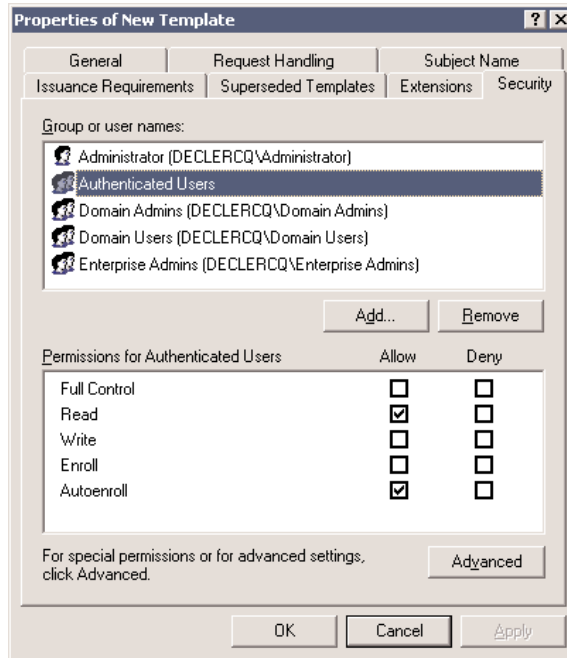 Properties of New Template
General Request Handling Subject Name
Issuance Requirements Superseded Templates Extensions Security
Group or user names:
Administrator (DECLERCQ\Administrator)
Authenticated Users
Domain Admins (DECLERCQ\Domain Admins)
Domain Users (DECLERCQ\Domain Users)
Enterprise Admins (DECLERCQ\Enterprise Admins)
Add... Remove
Permissions for Authenticated Users Allow Deny
Full Control
Read
Write
Enroll
Autoenroll
For special permissions or for advanced settings,
click Advanced.
Advanced
OK Cancel Apply